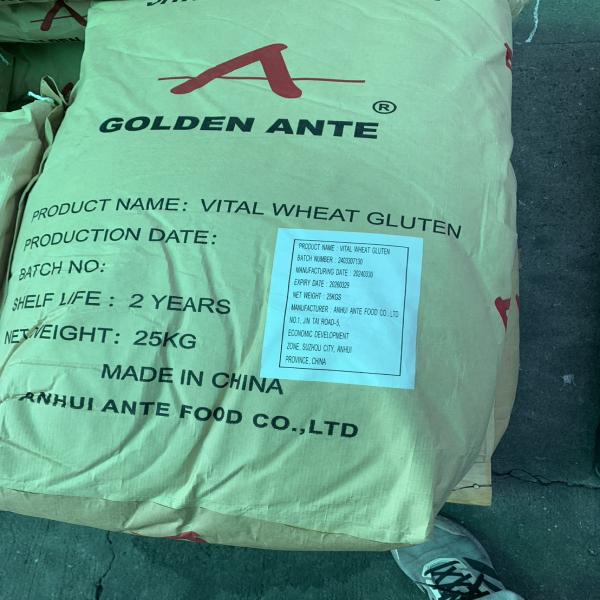 GOLDEN ANTE ®
PRODUCT NAME: VITAL WHEAT GLUTEN
PRODUCTION DATE:
BATCH NO:
SHELF LIFE : 2 YEARS
NET WEIGHT: 25KG
MADE IN CHINA
ANHUI ANTE FOOD CO.,LTD
PRODUCT NAME : VITAL WHEAT GLUTEN
BATCH NUMBER : 2403307130
MANUFACTURING DATE : 20240330
EXPIRY DATE : 20260329
NET WEIGHT : 25KGS
MANUFACTURER : ANHUI ANTE FOOD CO.,LTD
NO.1, JIN TAI ROAD-5,
ECONOMIC DEVELOPMENT
ZONE, SUZHOU CITY, ANHUI
PROVINCE, CHINA